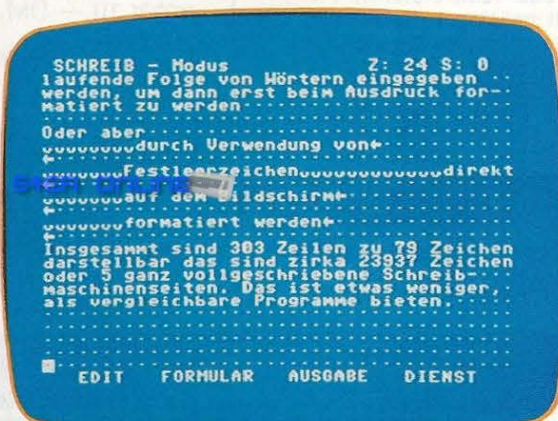 SCHREIB - Modus Z: 24 S: 0
laufende Folge von Wörtern eingegeben
werden, um dann erst beim Ausdruck for-
matiert zu werden
Oder aber
durch Verwendung von←
←
direkt
auf dem Bildschirm←
←
formatiert werden←
←
Insgesammt sind 303 Zeilen zu 79 Zeichen
darstellbar das sind zirka 23937 Zeichen
oder 5 ganz vollgeschriebene Schreib-
maschinenseiten. Das ist etwas weniger,
als vergleichbare Programme bieten.
EDIT FORMULAR AUSGABE DIENST